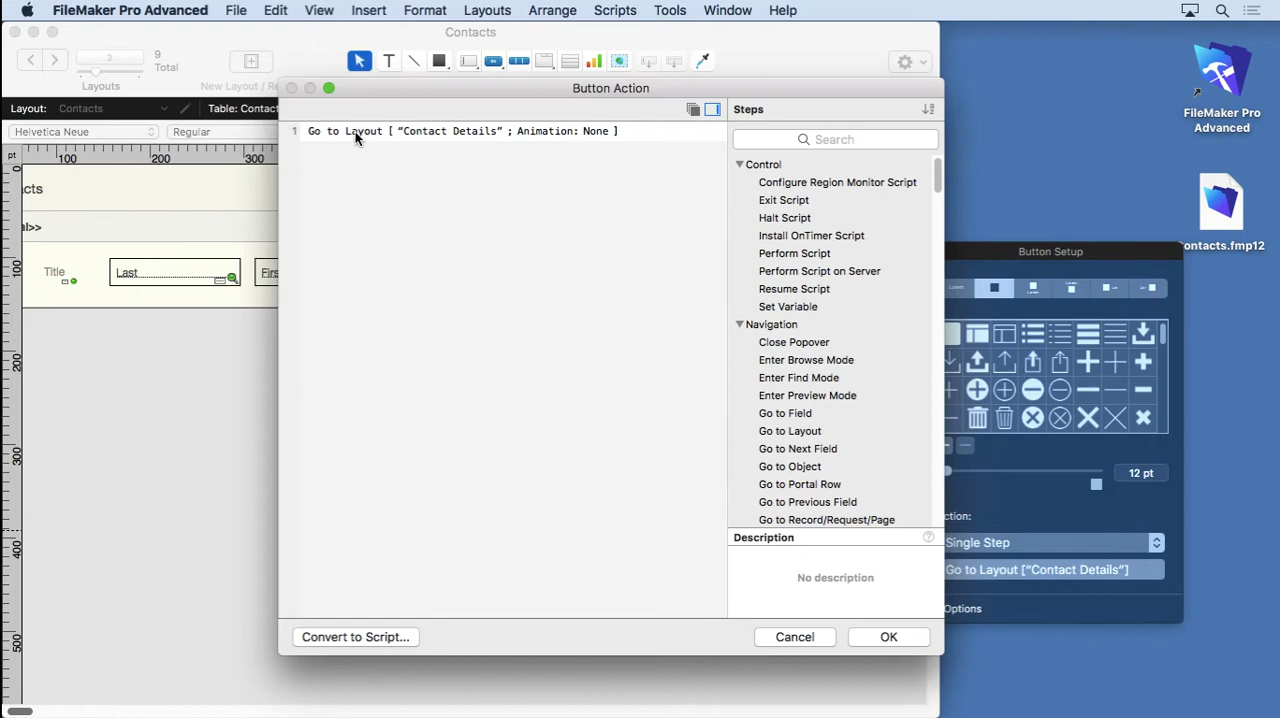 FileMaker Pro Advanced File Edit View Insert Format Layouts Arrange Scripts Tools Window Help
Contacts
3
Layouts
9
Total
New Layout / Re
Layout: Contacts
Table: Contact
Helvetica Neue
Regular
pt
100
200
300
0
100
200
300
400
500
cts
al>>
Title
Last
Firs
Button Action
1 Go to Layout [ “Contact Details” ; Animation: None ]
Steps
Search
Control
Configure Region Monitor Script
Exit Script
Halt Script
Install OnTimer Script
Perform Script
Perform Script on Server
Resume Script
Set Variable
Navigation
Close Popover
Enter Browse Mode
Enter Find Mode
Enter Preview Mode
Go to Field
Go to Layout
Go to Next Field
Go to Object
Go to Portal Row
Go to Previous Field
Go to Record/Request/Page
Description
No description
Convert to Script...
Cancel
OK
FileMaker Pro
Advanced
ontacts.fmp12
Button Setup
12 pt
ction:
Single Step
Go to Layout [“Contact Details”]
Options